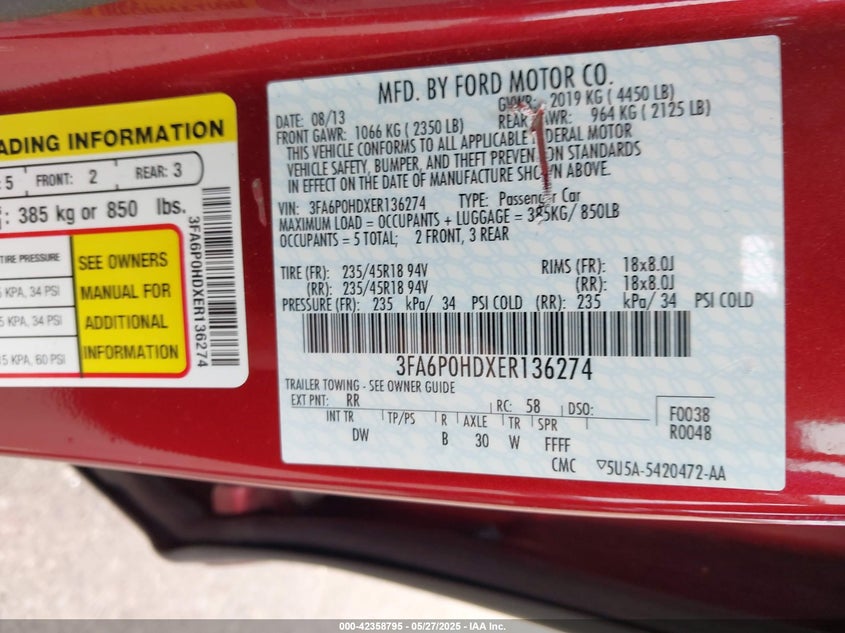 MFD. BY FORD MOTOR CO.
DATE: 08/13
GVWR: 2019 KG ( 4450 LB)
FRONT GAWR: 1066 KG ( 2350 LB)
REAR GAWR: 964 KG ( 2125 LB)
THIS VEHICLE CONFORMS TO ALL APPLICABLE FEDERAL MOTOR
VEHICLE SAFETY, BUMPER, AND THEFT PREVENTION STANDARDS
IN EFFECT ON THE DATE OF MANUFACTURE SHOWN ABOVE.
VIN: 3FA6P0HDXER136274 TYPE: Passenger Car
MAXIMUM LOAD = OCCUPANTS + LUGGAGE = 385KG/ 850LB
OCCUPANTS = 5 TOTAL; 2 FRONT, 3 REAR
TIRE (FR): 235/45R18 94V RIMS (FR): 18x8.0J
(RR): 235/45R18 94V (RR): 18x8.0J
PRESSURE (FR): 235 kPa/ 34 PSI COLD (RR): 235 kPa/ 34 PSI COLD
3FA6P0HDXER136274
TRAILER TOWING - SEE OWNER GUIDE
EXT PNT: RR RC: 58 DSO:
INT TR TP/PS R AXLE TR SPR
DW B 30 W FFFF
F0038
R0048
CMC ▽5U5A-5420472-AA
ADING INFORMATION
: 5 FRONT: 2 REAR: 3
: 385 kg or 850 lbs.
TIRE PRESSURE
5 KPA, 34 PSI
5 KPA, 34 PSI
5 KPA, 60 PSI
SEE OWNERS
MANUAL FOR
ADDITIONAL
INFORMATION
3FA6P0HDXER136274
000-42358795 - 05/27/2025 - IAA Inc.